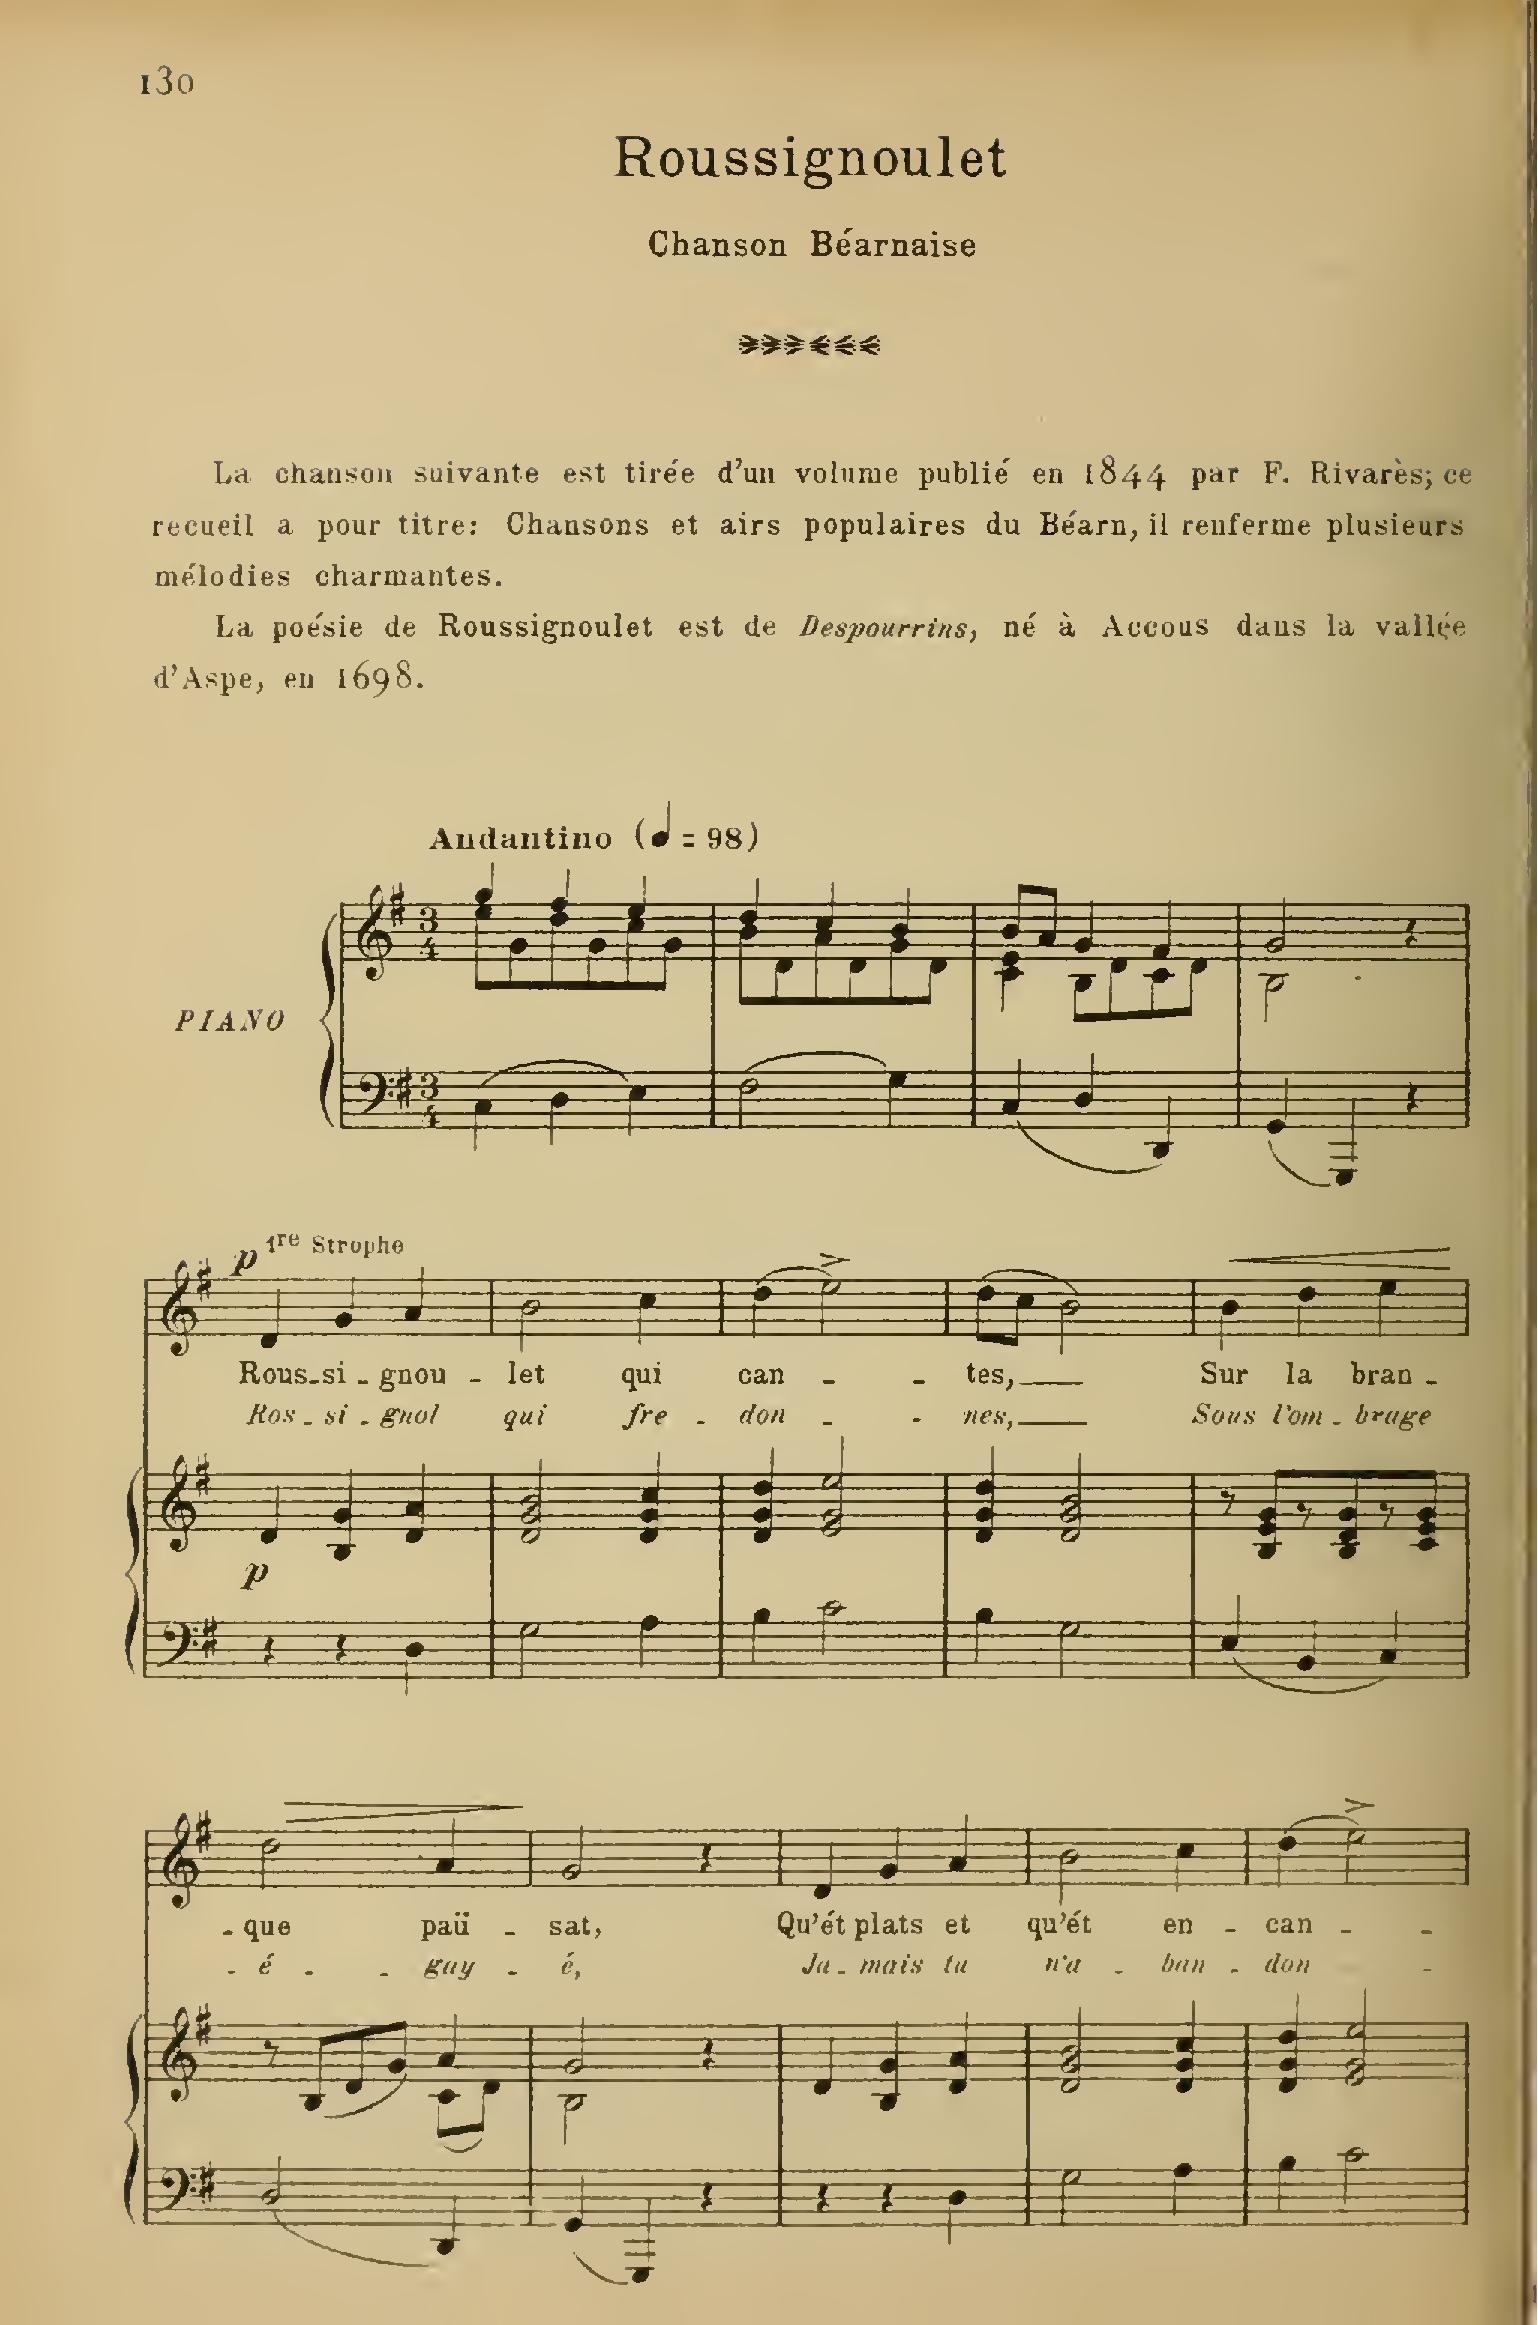 130
Roussignoulet
Chanson Béarnaise
La chanson suivante est tirée d'un volume publié en 1844 par F. Rivarès; ce
recueil a pour titre: Chansons et airs populaires du Béarn, il renferme plusieurs
mélodies charmantes.
La poésie de Roussignoulet est de Despourrins, né à Accous dans la vallée
d'Aspe, en 1698.
Andantino (♩ = 98)
3 4
PIANO
3 4
p 1re Strophe
Rous-si-gnou-let qui can - - tes, Sur la bran-
Ros-si-gnol qui fre-don - - nes, Sous l'om-brage
p
-que paü-sat, Qu'ét plats et qu'ét en-can - -
-é - - gay-é, Ja-mais tu n'a-ban-don -